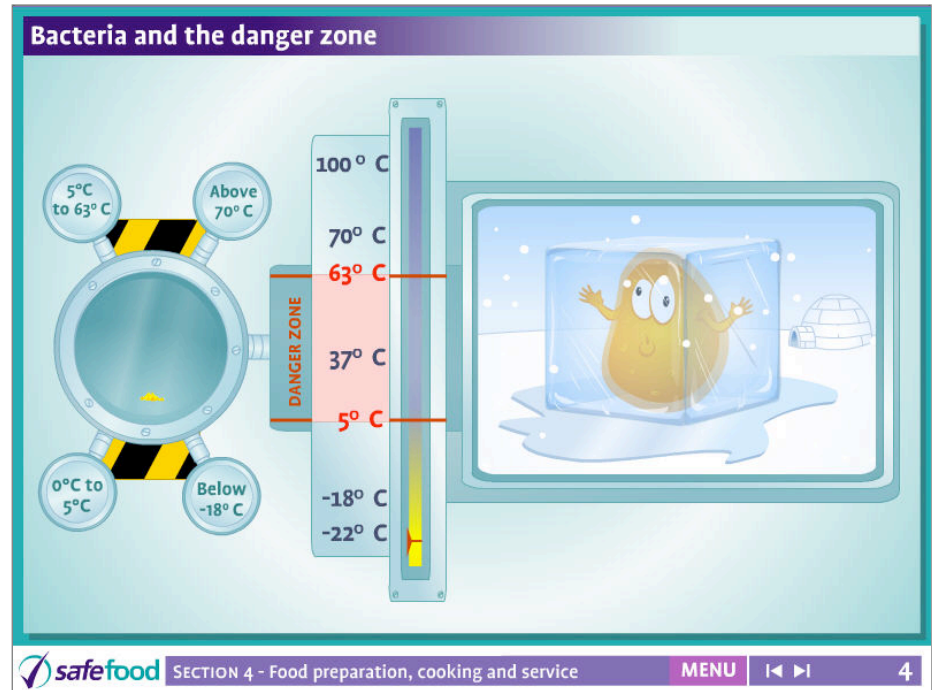 Bacteria and the danger zone
5°C
to 63° C
Above
70° C
0°C to
5°C
Below
-18° C
DANGER ZONE
100° C
70° C
63° C
37° C
5° C
-18° C
-22° C
safefood
SECTION 4 - Food preparation, cooking and service
MENU
4